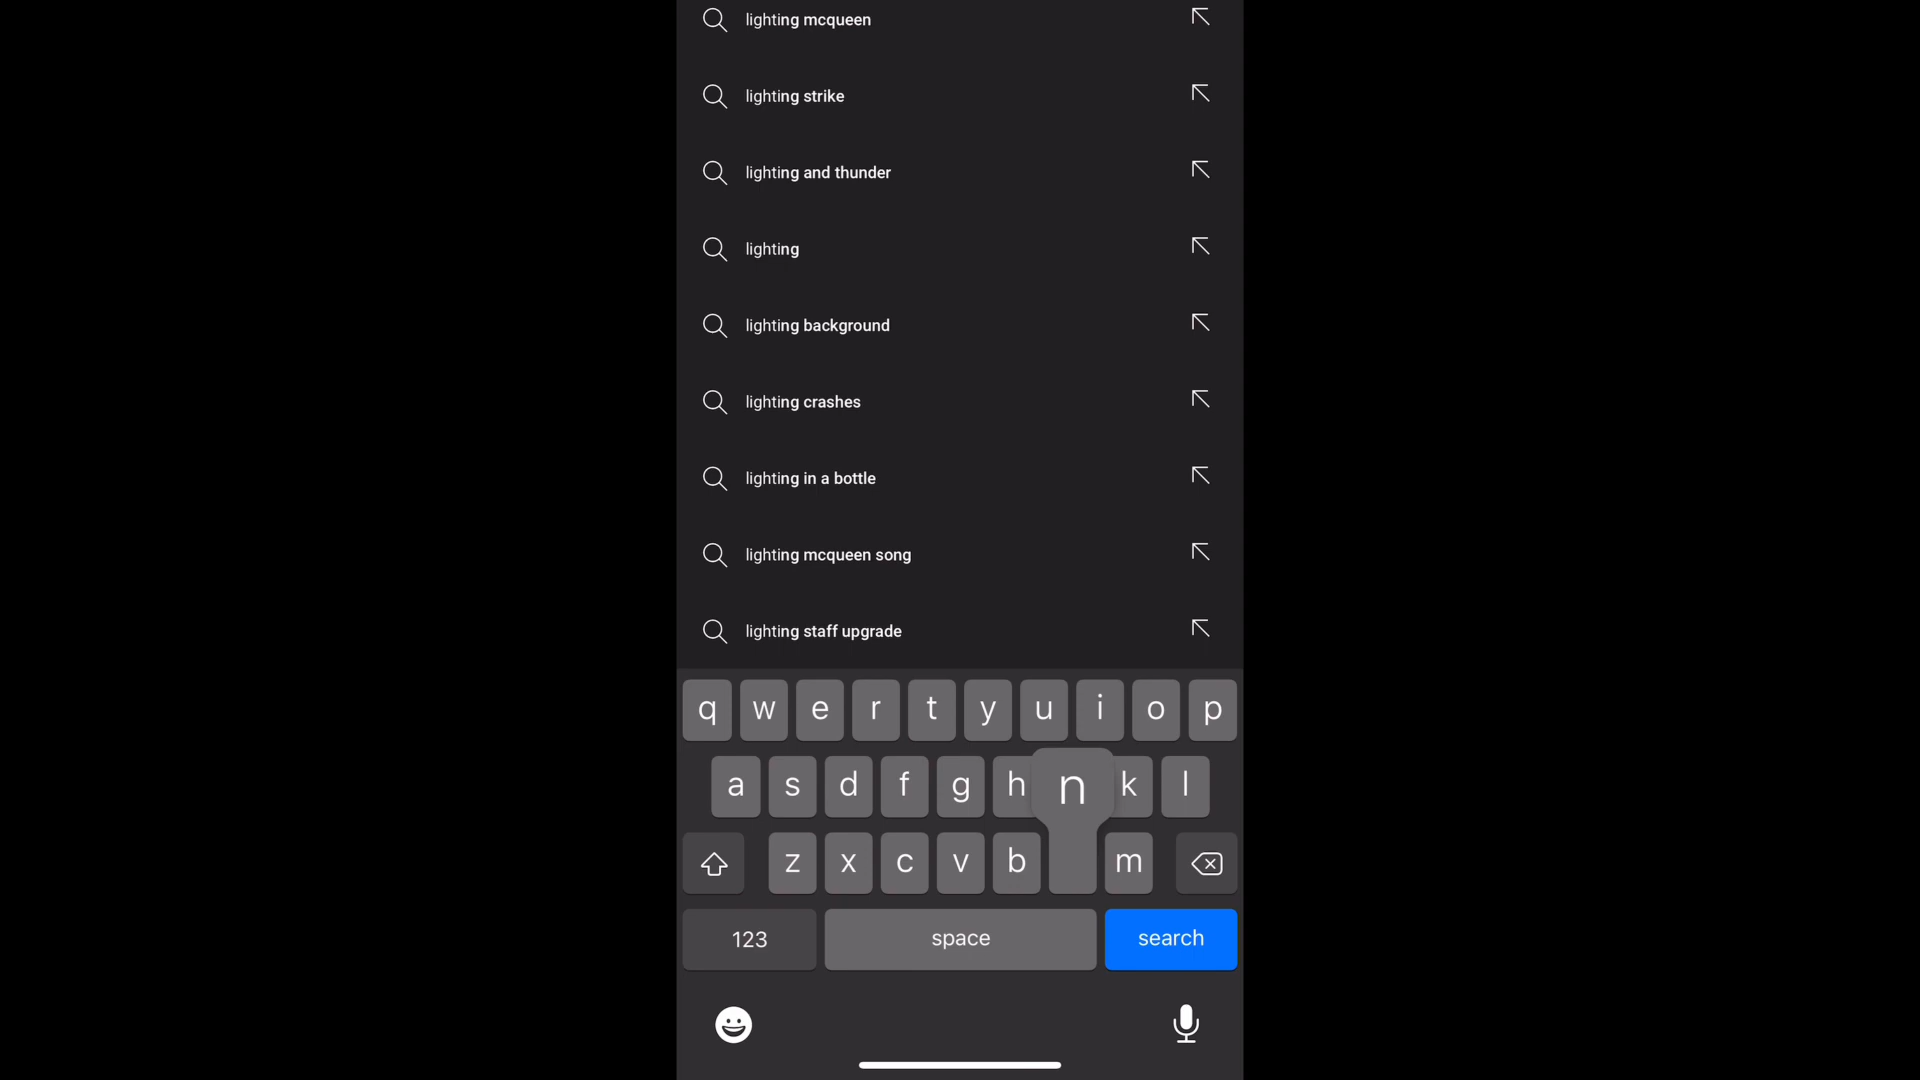 lighting mcqueen
lighting strike
lighting and thunder
lighting
lighting background
lighting crashes
lighting in a bottle
lighting mcqueen song
lighting staff upgrade
q w e r t y u i o p
a s d f g h n k l
z x c v b m
123 space search